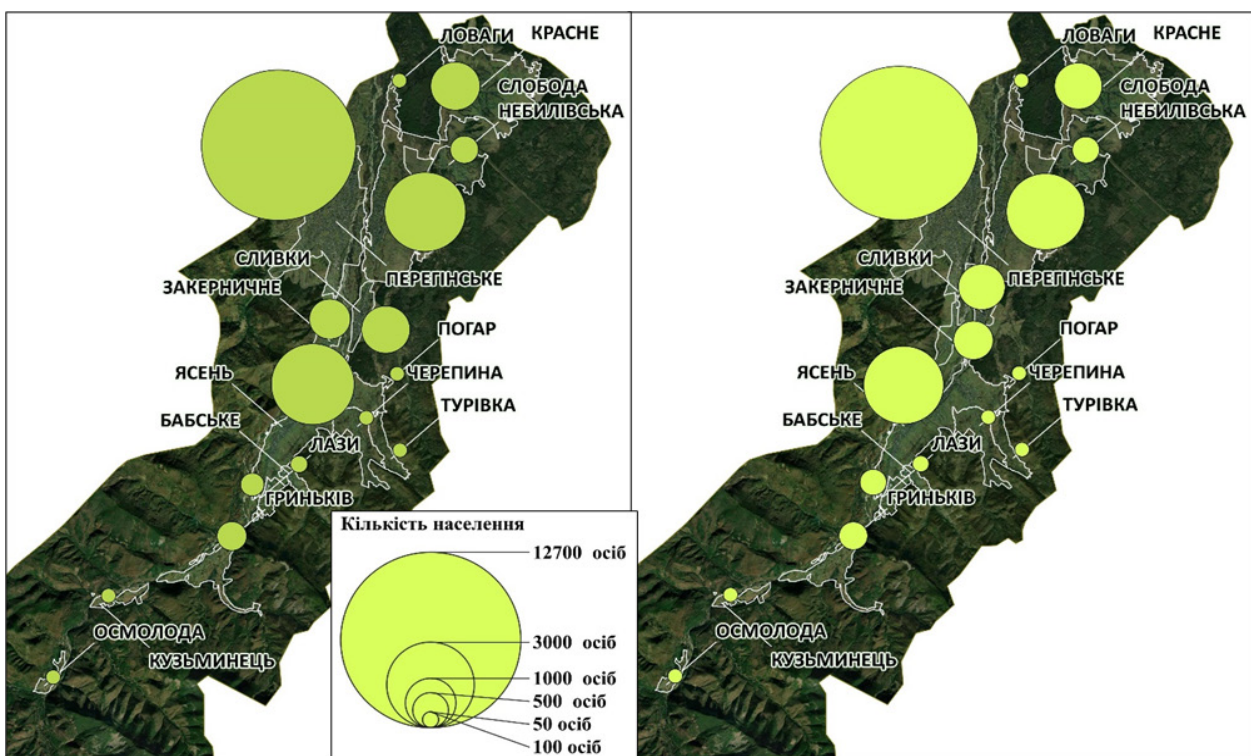 ЛОВАГИ
КРАСНЕ
СЛОБОДА
НЕБИЛІВСЬКА
СЛИВКИ
ПЕРЕГІНСЬКЕ
ЗАКЕРНИЧНЕ
ПОГАР
ЯСЕНЬ
ЧЕРЕПИНА
БАБСЬКЕ
ТУРІВКА
ЛАЗИ
ГРИНЬКІВ
ОСМОЛОДА
КУЗЬМИНЕЦЬ
Кількість населення
12700 осіб
3000 осіб
1000 осіб
500 осіб
50 осіб
100 осіб
ЛОВАГИ
КРАСНЕ
СЛОБОДА
НЕБИЛІВСЬКА
СЛИВКИ
ПЕРЕГІНСЬКЕ
ЗАКЕРНИЧНЕ
ПОГАР
ЯСЕНЬ
ЧЕРЕПИНА
БАБСЬКЕ
ТУРІВКА
ЛАЗИ
ГРИНЬКІВ
ОСМОЛОДА
КУЗЬМИНЕЦЬ